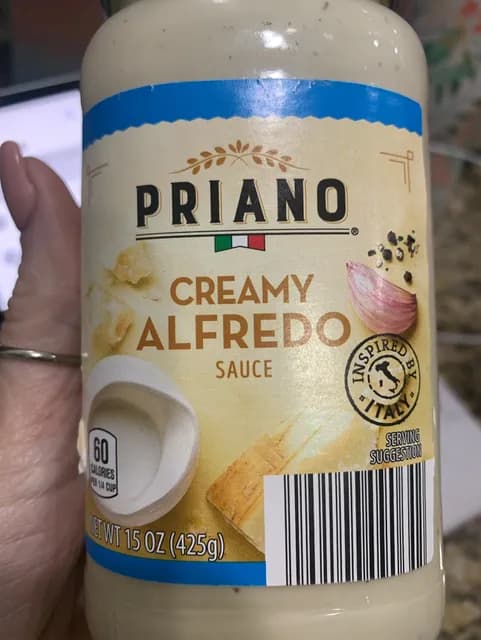 PRIANO
®
CREAMY
ALFREDO
SAUCE
INSPIRED BY
ITALY
SERVING
SUGGESTION
60
CALORIES
PER 1/4 CUP
NET WT 15 OZ (425g)